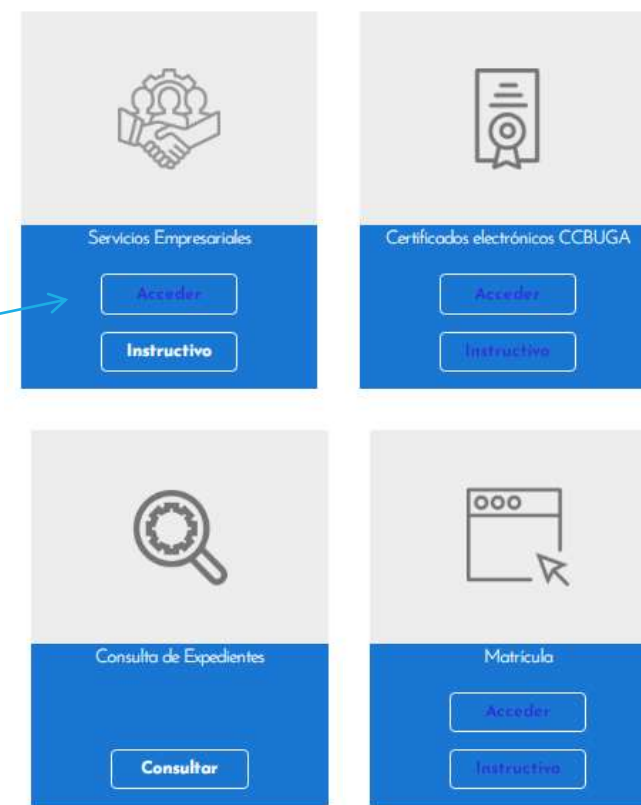 Servicios Empresariales
Acceder
Instructivo
Certificados electrónicos CCBUGA
Acceder
Instructivo
Consulta de Expedientes
Consultar
Matrícula
Acceder
Instructivo